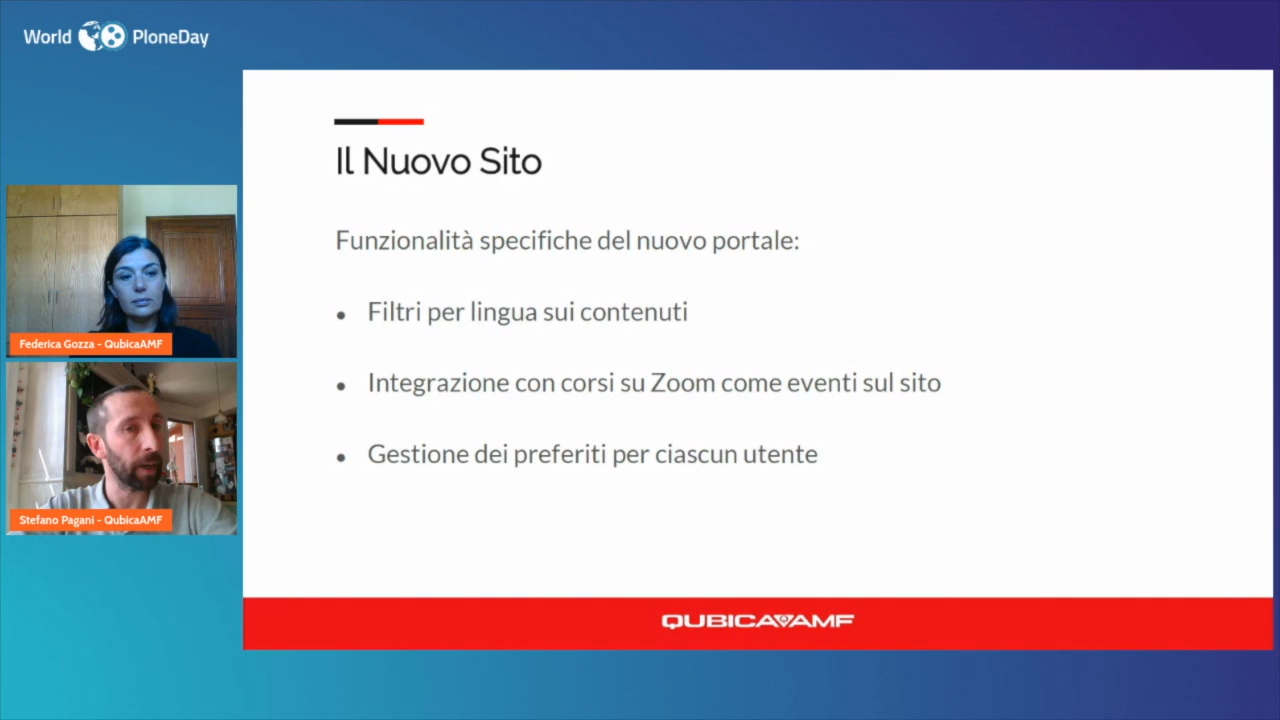 World PloneDay
Il Nuovo Sito
Funzionalità specifiche del nuovo portale:
• Filtri per lingua sui contenuti
• Integrazione con corsi su Zoom come eventi sul sito
• Gestione dei preferiti per ciascun utente
Federica Gozza - QubicaAMF
Stefano Pagani - QubicaAMF
QUBICAAMF